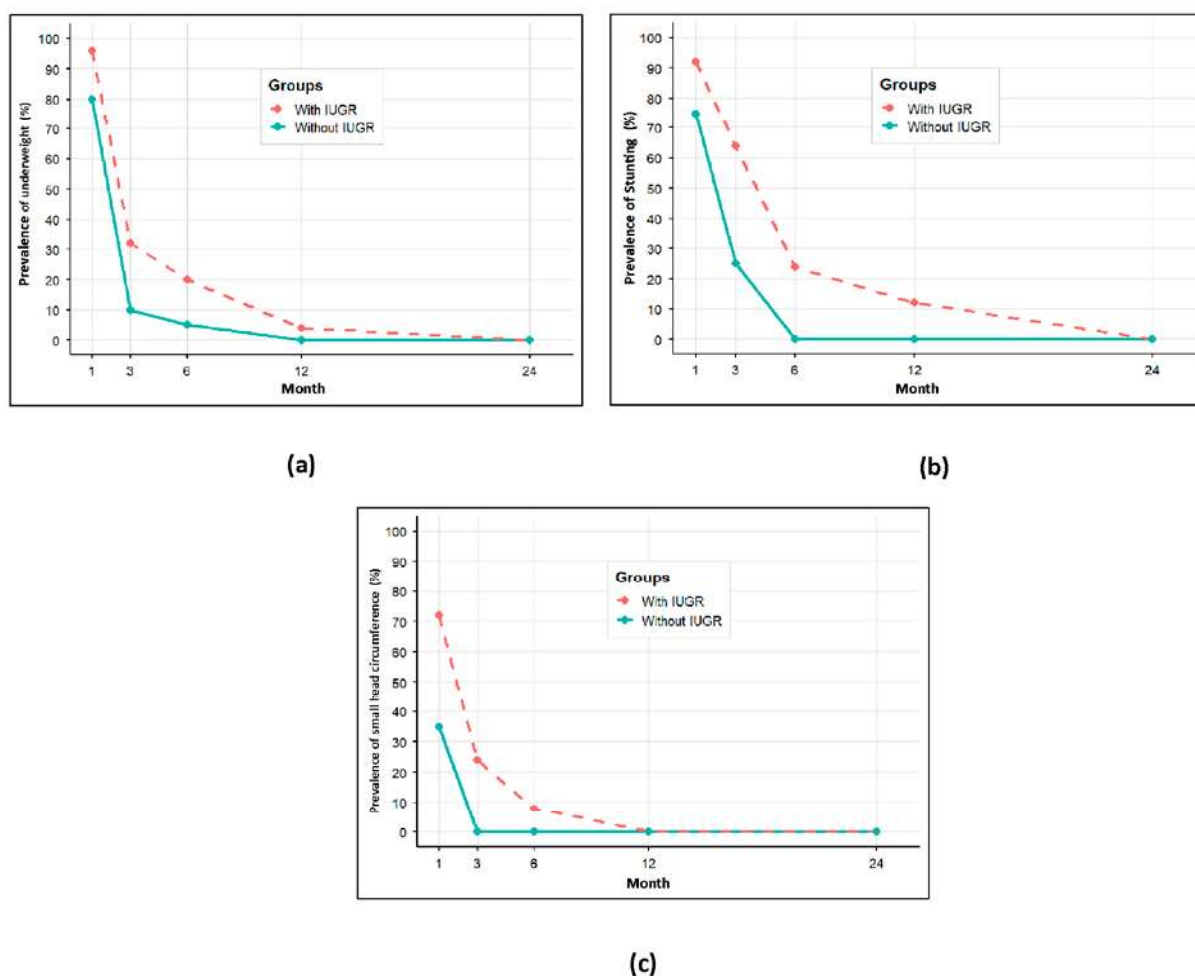 Prevalence of underweight (%)
100
90
80
70
60
50
40
30
20
10
0
Groups
With IUGR
Without IUGR
1 3 6 12 24
Month
(a)
Prevalence of Stunting (%)
100
90
80
70
60
50
40
30
20
10
0
Groups
With IUGR
Without IUGR
1 3 6 12 24
Month
(b)
Prevalence of small head circumference (%)
100
90
80
70
60
50
40
30
20
10
0
Groups
With IUGR
Without IUGR
1 3 6 12 24
Month
(c)